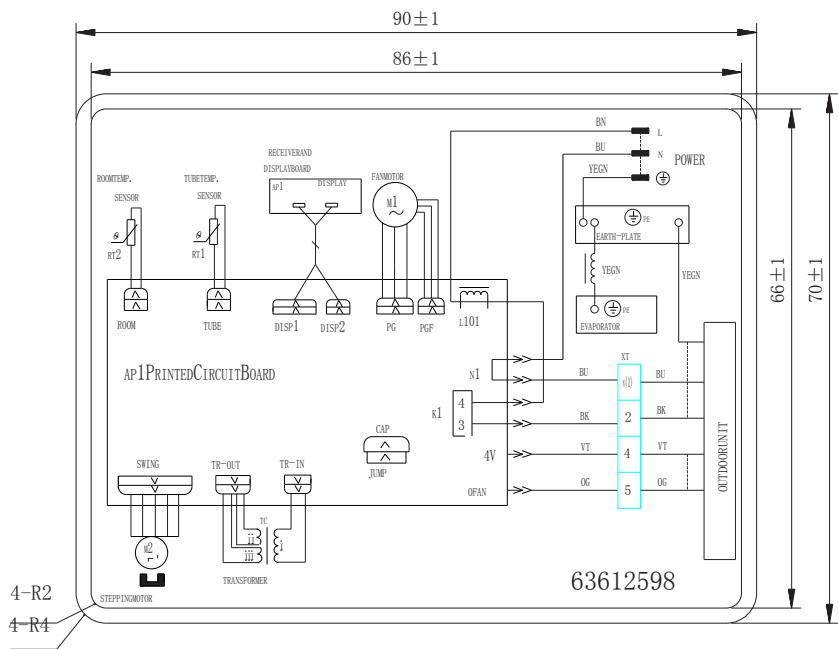 90±1
86±1
BN
L
RECEIVERAND
DISPLAYBOARD
BU
N
POWER
ROOMTEMP.
SENSOR
TUBETEMP.
SENSOR
AP1
DISPLAY
FANMOTOR
M1
YEGN
PE
EARTH-PLATE
θ
RT2
θ
RT1
YEGN
YEGN
66±1
70±1
PE
EVAPORATOR
ROOM
TUBE
DISP1
DISP2
PG
PGF
L101
AP1PRINTEDCIRCUITBOARD
N1
XT
BU
N(1)
BU
K1
4
3
BK
2
BK
CAP
JUMP
4V
VT
4
VT
OFAN
OG
5
OG
OUTDOORUNIT
SWING
TR-OUT
TR-IN
M2
TC
ii
iii
i
TRANSFORMER
STEPPINGMOTOR
63612598
4-R2
4-R4